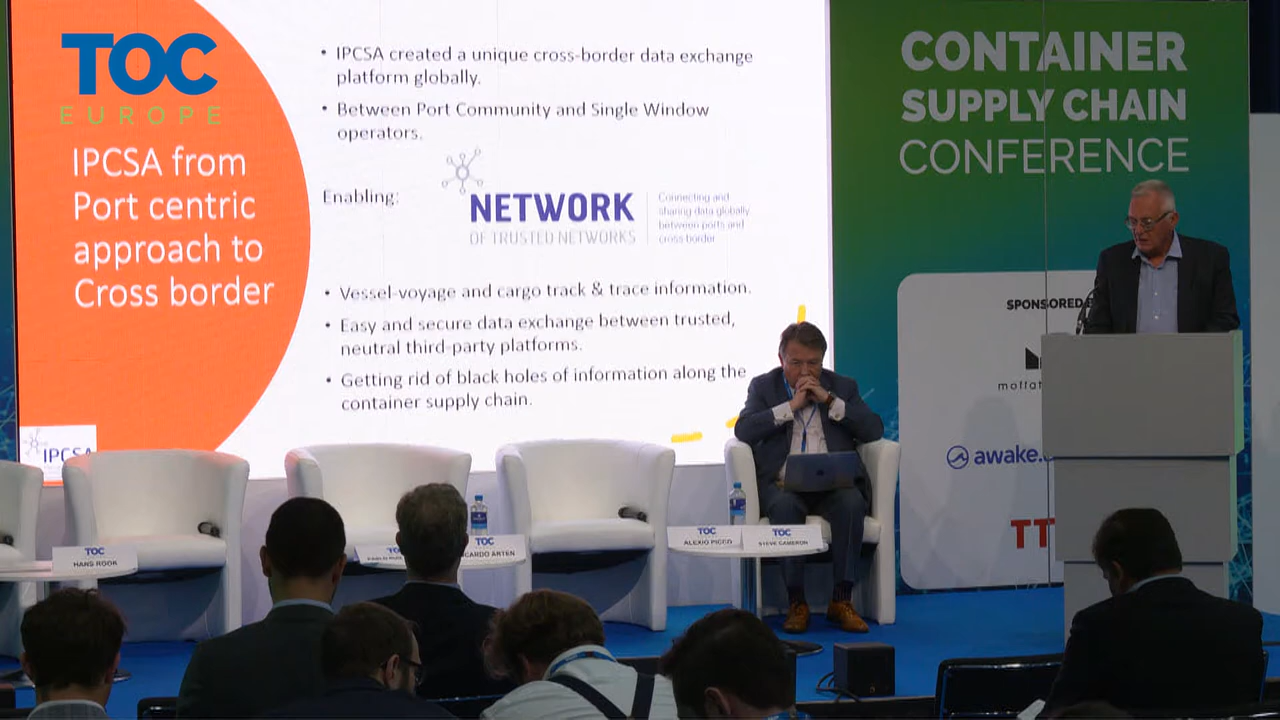 TOC
EUROPE
IPCSA from
Port centric
approach to
Cross border
IPCSA
• IPCSA created a unique cross-border data exchange
platform globally.
• Between Port Community and Single Window
operators.
Enabling:
NETWORK
OF TRUSTED NETWORKS
Connecting and
sharing data globally
between ports and
cross border
• Vessel-voyage and cargo track & trace information.
• Easy and secure data exchange between trusted,
neutral third-party platforms.
• Getting rid of black holes of information along the
container supply chain.
CONTAINER
SUPPLY CHAIN
CONFERENCE
SPONSORED
moffat
awake.
TT
TOC
HANS ROOK
TOC
CARDO ARTEN
TOC
ALEXIO PICCO
TOC
STEVE CAMERON